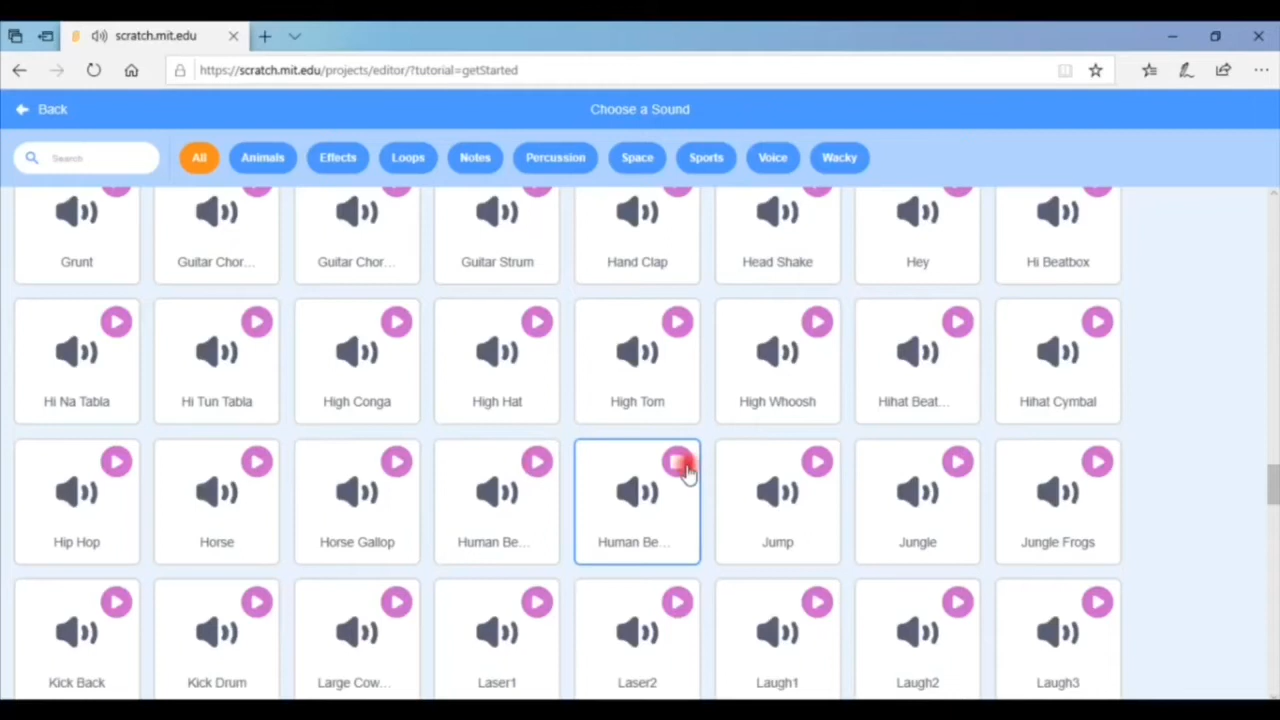 scratch.mit.edu
https://scratch.mit.edu/projects/editor/?tutorial=getStarted
Back
Choose a Sound
Search
All
Animals
Effects
Loops
Notes
Percussion
Space
Sports
Voice
Wacky
Grunt
Guitar Chor...
Guitar Chor...
Guitar Strum
Hand Clap
Head Shake
Hey
Hi Beatbox
Hi Na Tabla
Hi Tun Tabla
High Conga
High Hat
High Tom
High Whoosh
Hihat Beat...
Hihat Cymbal
Hip Hop
Horse
Horse Gallop
Human Be...
Human Be...
Jump
Jungle
Jungle Frogs
Kick Back
Kick Drum
Large Cow...
Laser1
Laser2
Laugh1
Laugh2
Laugh3